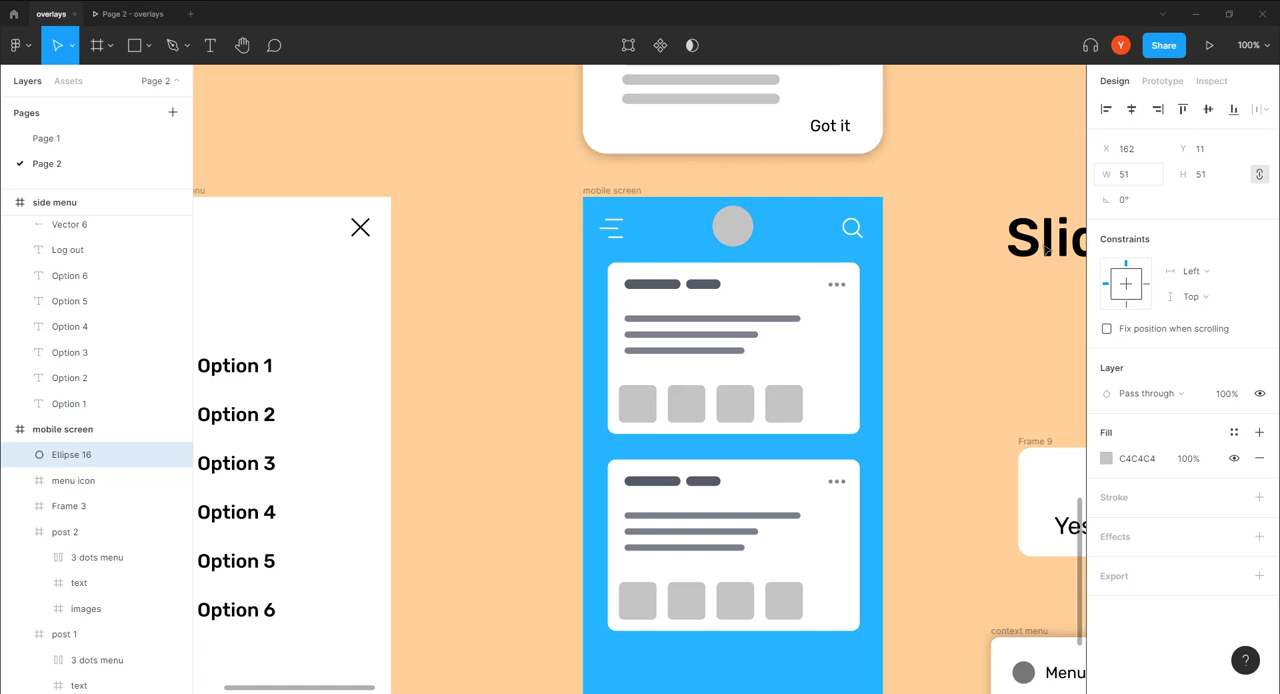 overlays
Page 2 - overlays
Share
Y
100%
Layers
Assets
Page 2
Pages
Page 1
Page 2
side menu
Vector 6
Log out
Option 6
Option 5
Option 4
Option 3
Option 2
Option 1
mobile screen
Ellipse 16
menu icon
Frame 3
post 2
3 dots menu
text
images
post 1
3 dots menu
text
Option 1
Option 2
Option 3
Option 4
Option 5
Option 6
Got it
mobile screen
Frame 9
Yes
context menu
Menu
Design
Prototype
Inspect
X 162
Y 11
W 51
H 51
0°
Constraints
Left
Top
Fix position when scrolling
Layer
Pass through
100%
Fill
C4C4C4
100%
Stroke
Effects
Export
?